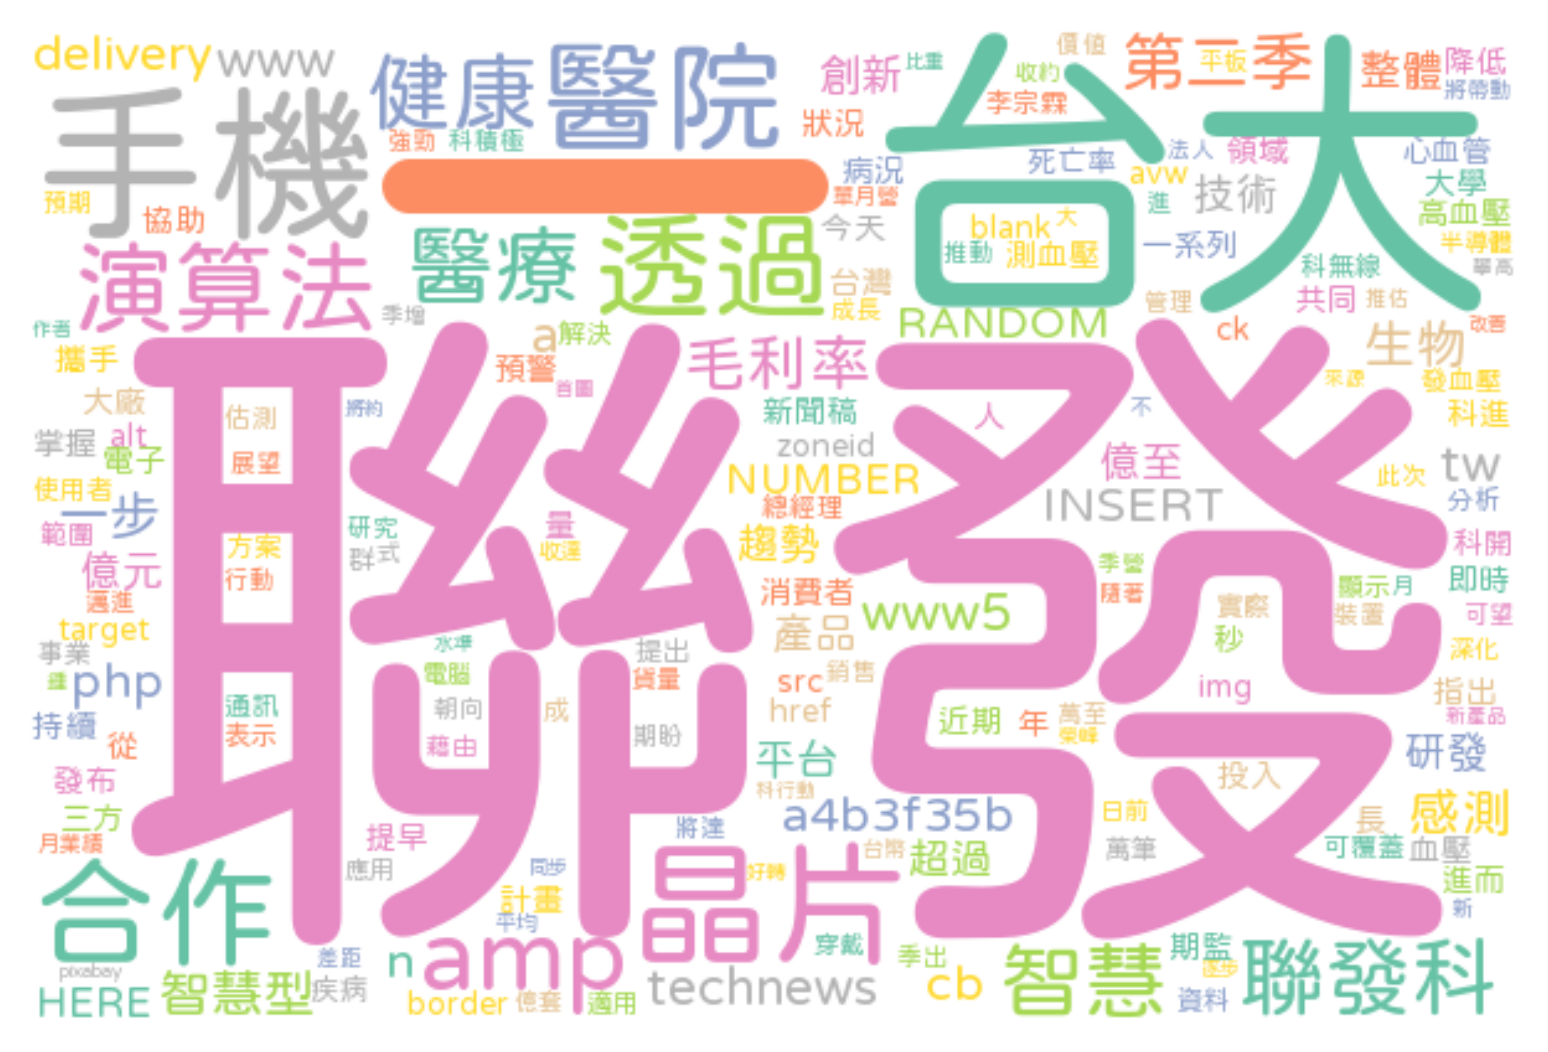 delivery www 健康 醫院 創新 比重 價值 第二季 平板 整體 降低
收約 將帶動
手機 強勁 科積極 狀況 李宗霖 台大
病況 死亡率 法人 領域 心血管
預期 協助 一 單月營 avw 進 技術 大學
高血壓
今天 blank 大 推動 測血壓 一系列 半導體
演算法 醫療 透過 台灣 成長 科無線 單高
作者 季增 a 解決 RANDOM 管理 共同 推估
攜手 預警 首圖 毛利率 ck 生物 改善
大廠 估測 將約 新聞稿 人 不 來源 發血壓
掌握 alt 電子 展望 zoneid 億至 科進
使用者 一步 NUMBER INSERT 此次 tw 分析
範圍 方案 研究 量 總經理
億元 行動 群 式 收達 趨勢 季營 科開
邁進 聯發 消費者 隨著 顯示 月 即時
target 產品 www5 實際 裝置 可望
事業 水準 提出 秒 深化
php 電腦 貨量 src 銷售 img 指出
持續 通訊 朝向 成 href 近期 年 萬至 新產品
從 表示 藉由 期盼 平台 榮峰 研發
發布 科行動 投入
三方 提早 將達 a4b3f35b 日前 長 感測
月業績 應用 同步 晶片 台幣 超過 萬筆 可覆蓋 血壓
合作 計畫 好轉 進而
平均 新
差距 n amp 穿戴 季出 智慧 期監 聯發科
pixabay 疾病 technews cb 逐步
HERE 智慧型 border 億套 適用 資料